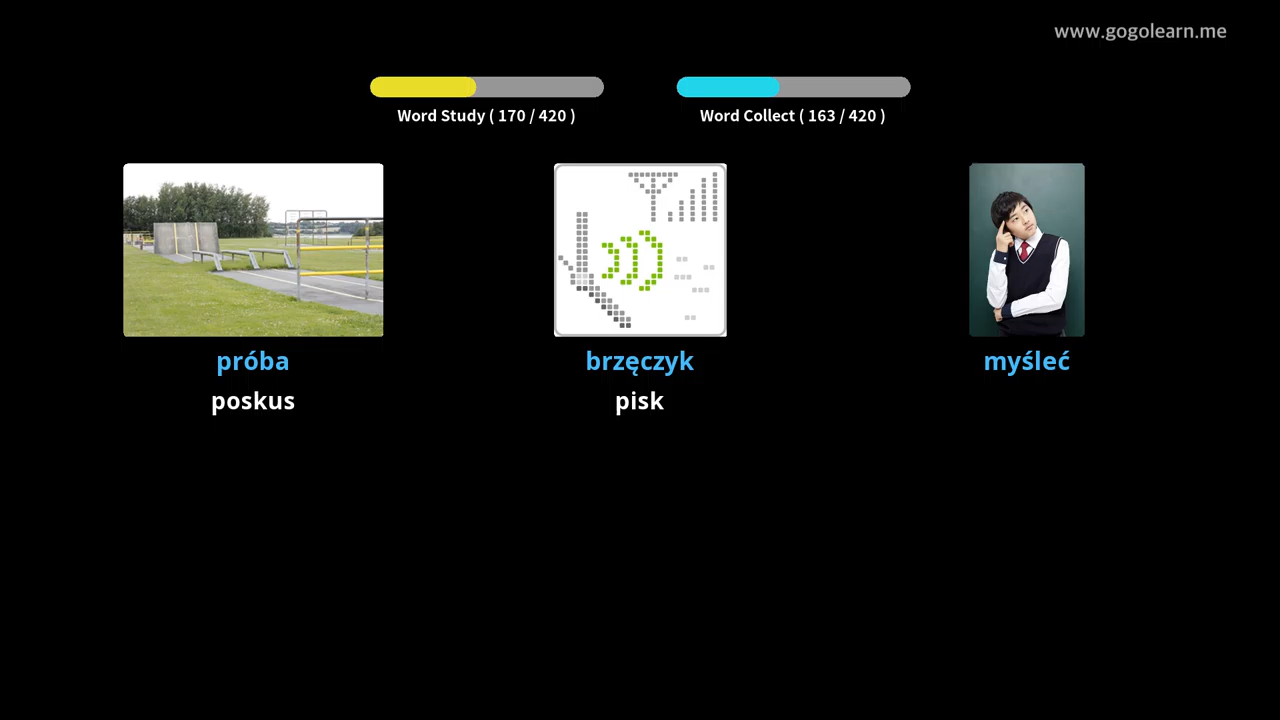 www.gogolearn.me
Word Study ( 170 / 420 )
Word Collect ( 163 / 420 )
próba
brzęczyk
myśleć
poskus
pisk